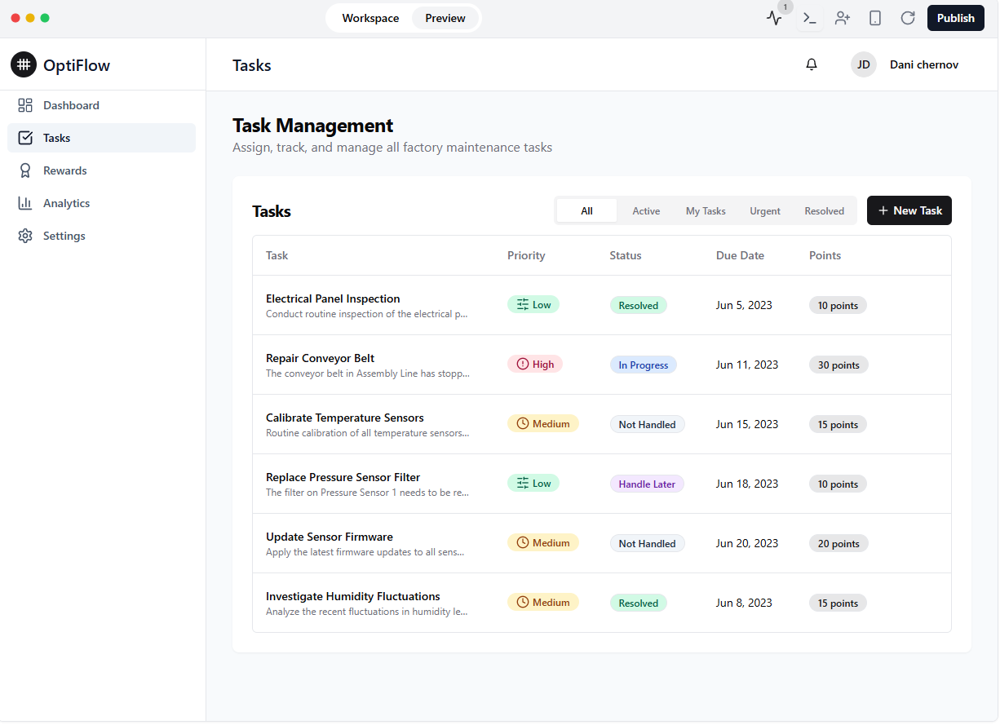 Workspace Preview 1 Publish
OptiFlow
Tasks
JD Dani chernov
Dashboard
Tasks
Rewards
Analytics
Settings
Task Management
Assign, track, and manage all factory maintenance tasks
Tasks
All Active My Tasks Urgent Resolved + New Task
Task Priority Status Due Date Points
Electrical Panel Inspection
Conduct routine inspection of the electrical p...
Low Resolved Jun 5, 2023 10 points
Repair Conveyor Belt
The conveyor belt in Assembly Line has stopp...
High In Progress Jun 11, 2023 30 points
Calibrate Temperature Sensors
Routine calibration of all temperature sensors...
Medium Not Handled Jun 15, 2023 15 points
Replace Pressure Sensor Filter
The filter on Pressure Sensor 1 needs to be re...
Low Handle Later Jun 18, 2023 10 points
Update Sensor Firmware
Apply the latest firmware updates to all sens...
Medium Not Handled Jun 20, 2023 20 points
Investigate Humidity Fluctuations
Analyze the recent fluctuations in humidity le...
Medium Resolved Jun 8, 2023 15 points